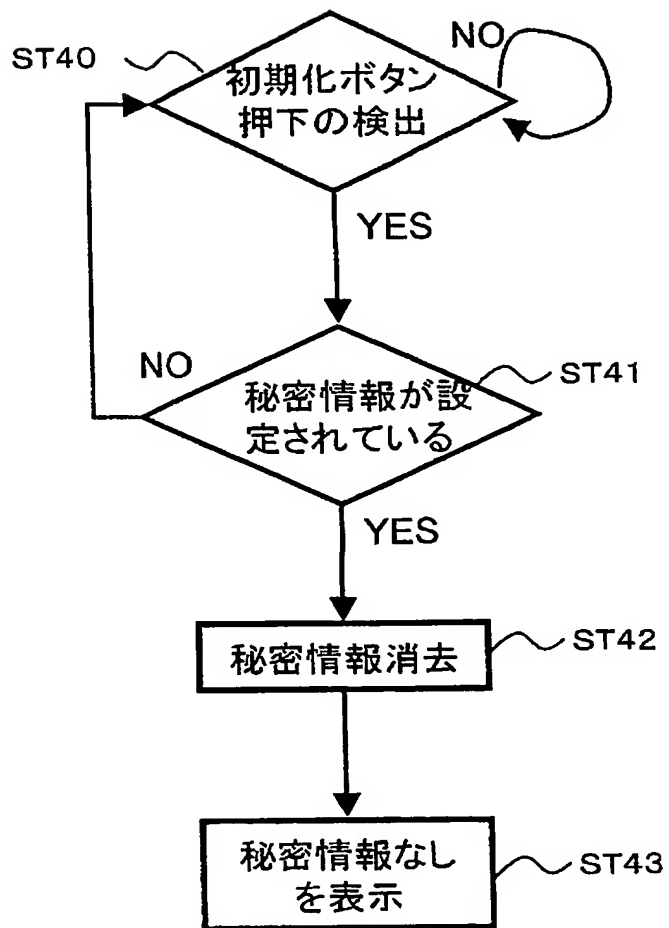 ST40
初期化ボタン
押下の検出
NO
YES
NO
秘密情報が設
定されている
ST41
YES
秘密情報消去
ST42
秘密情報なし
を表示
ST43